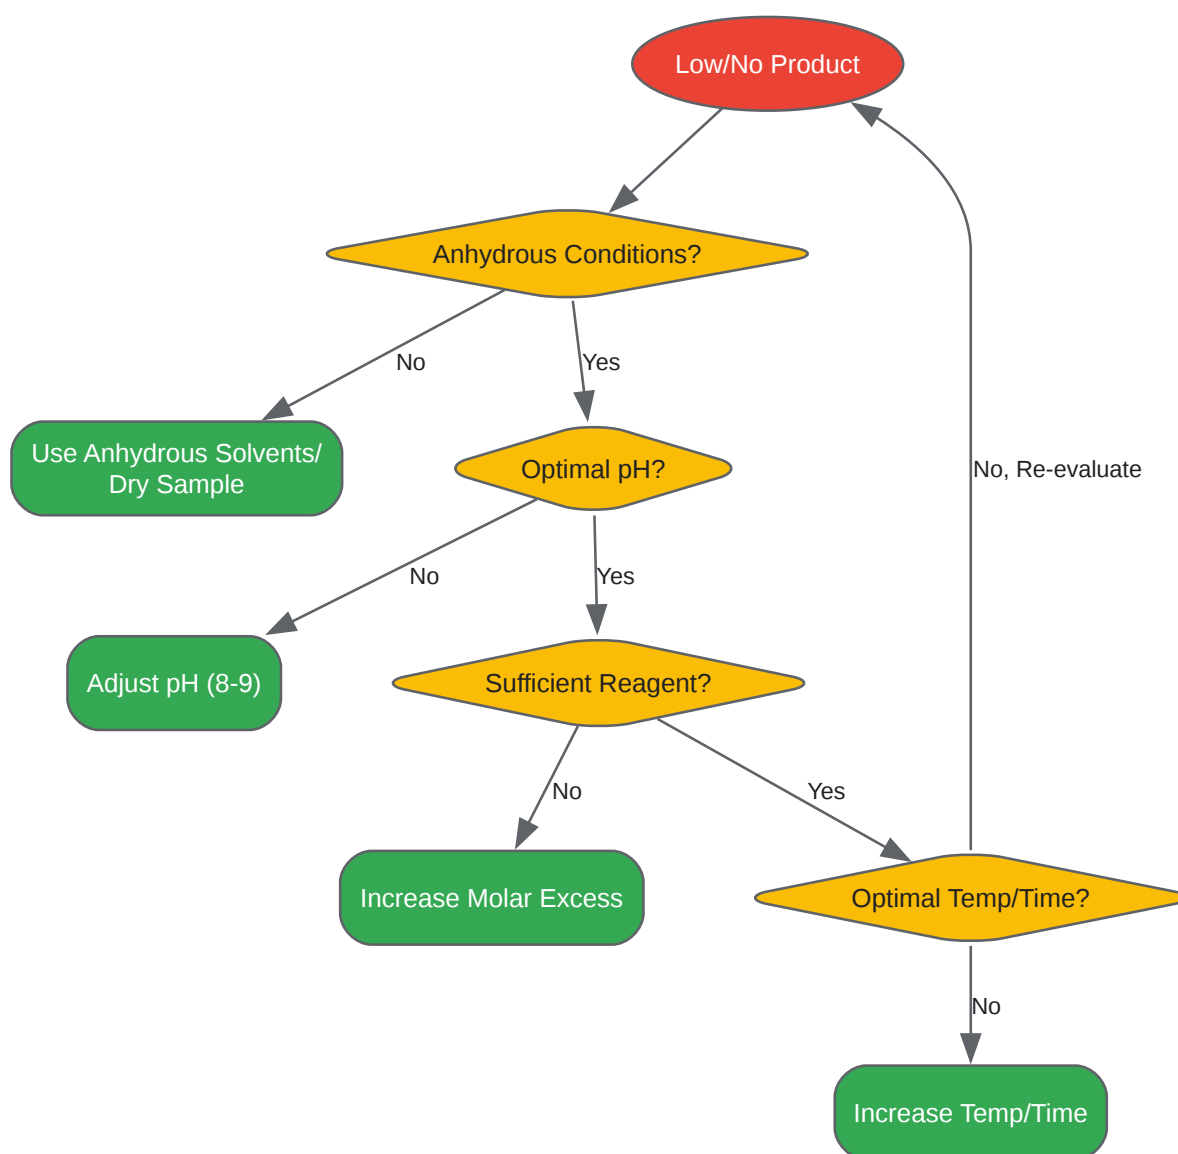 Low/No Product
Anhydrous Conditions?
No
Yes
Use Anhydrous Solvents/
Dry Sample
Optimal pH?
No, Re-evaluate
No
Yes
Adjust pH (8-9)
Sufficient Reagent?
No
Yes
Increase Molar Excess
Optimal Temp/Time?
No
Increase Temp/Time